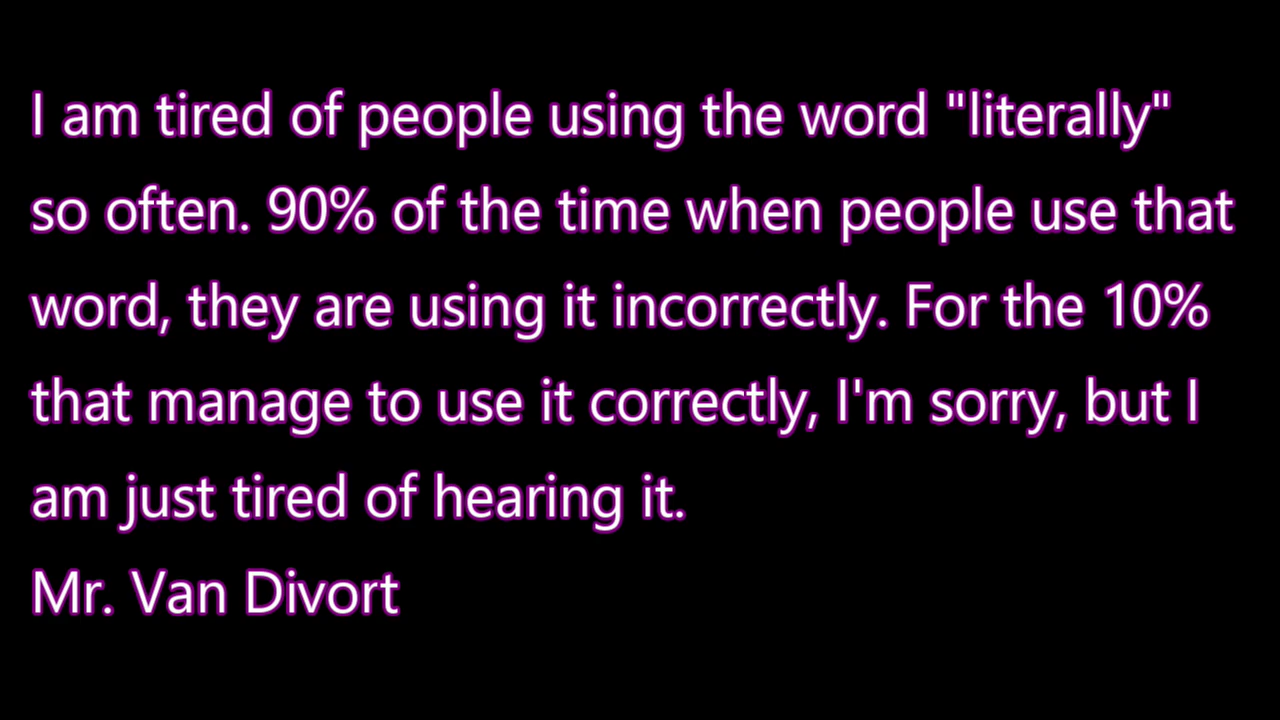 I am tired of people using the word "literally"
so often. 90% of the time when people use that
word, they are using it incorrectly. For the 10%
that manage to use it correctly, I'm sorry, but I
am just tired of hearing it.
Mr. Van Divort